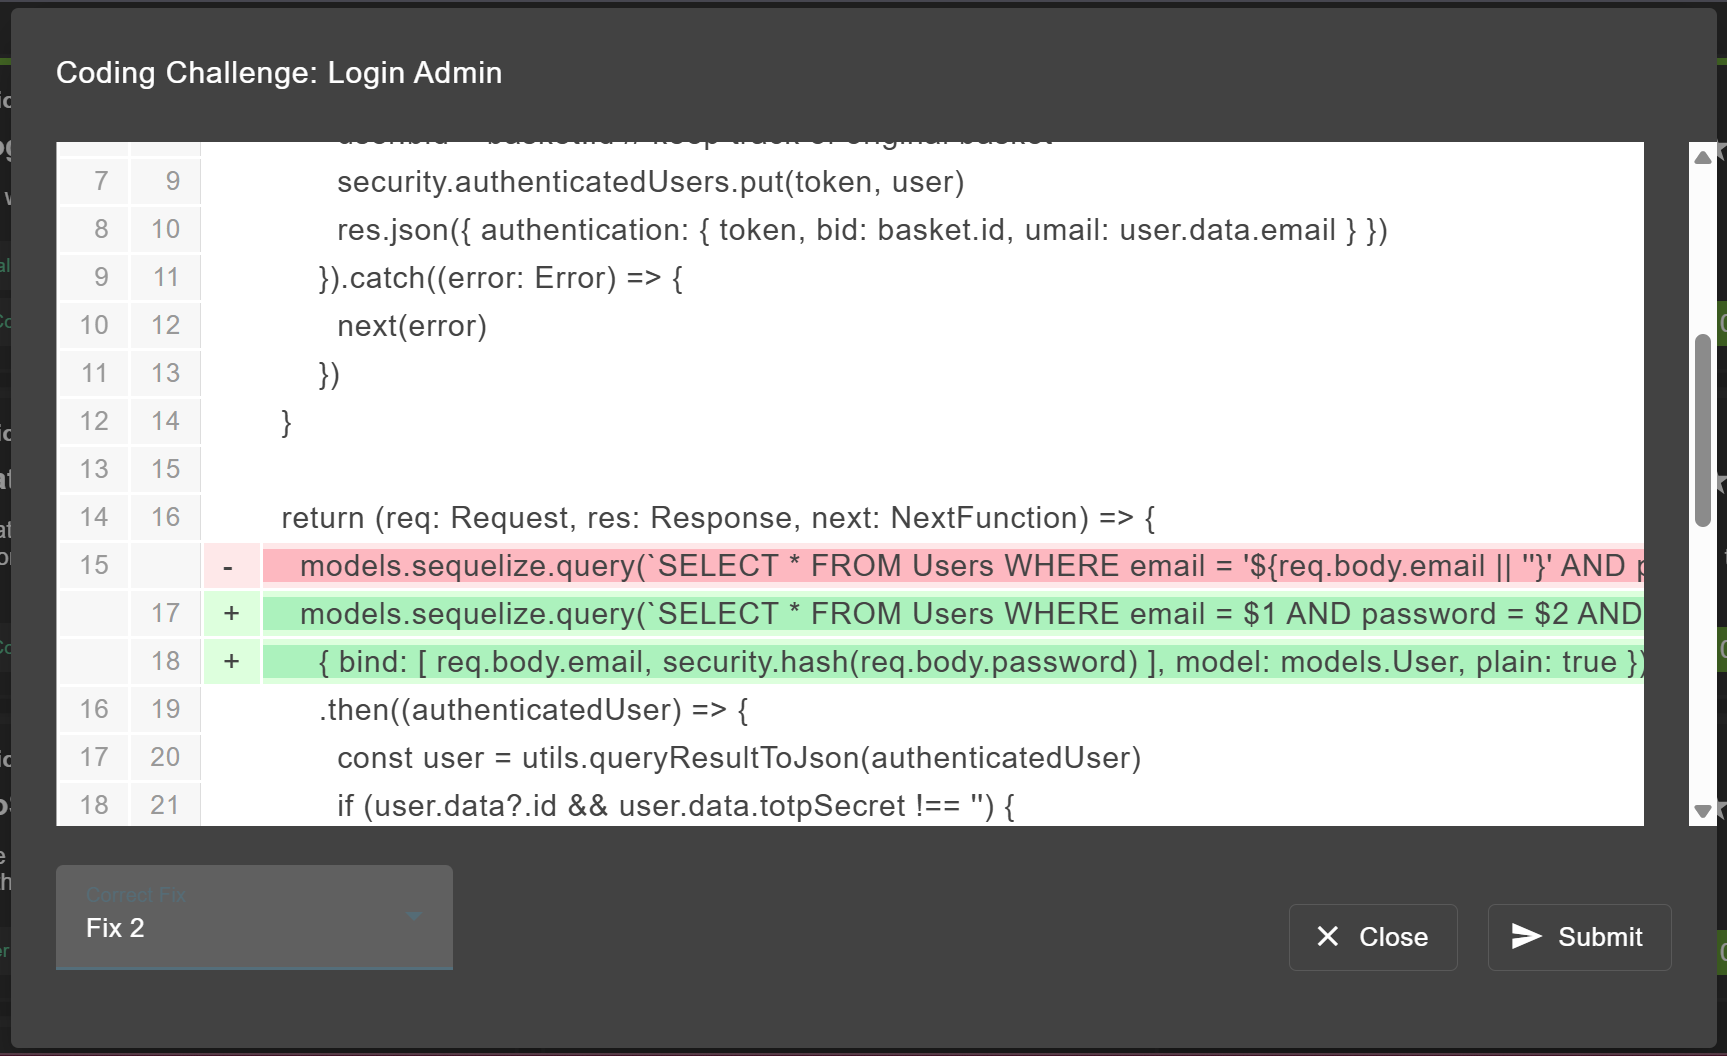 Coding Challenge: Login Admin
7 9 security.authenticatedUsers.put(token, user)
8 10 res.json({ authentication: { token, bid: basket.id, umail: user.data.email } })
9 11 }).catch((error: Error) => {
10 12 next(error)
11 13 })
12 14 }
13 15
14 16 return (req: Request, res: Response, next: NextFunction) => {
15 - models.sequelize.query(`SELECT * FROM Users WHERE email = '${req.body.email || ''}' AND
17 + models.sequelize.query(`SELECT * FROM Users WHERE email = $1 AND password = $2 AND
18 + { bind: [ req.body.email, security.hash(req.body.password) ], model: models.User, plain: true })
16 19 .then((authenticatedUser) => {
17 20 const user = utils.queryResultToJson(authenticatedUser)
18 21 if (user.data?.id && user.data.totpSecret !== '') {
Correct Fix
Fix 2
Close
Submit